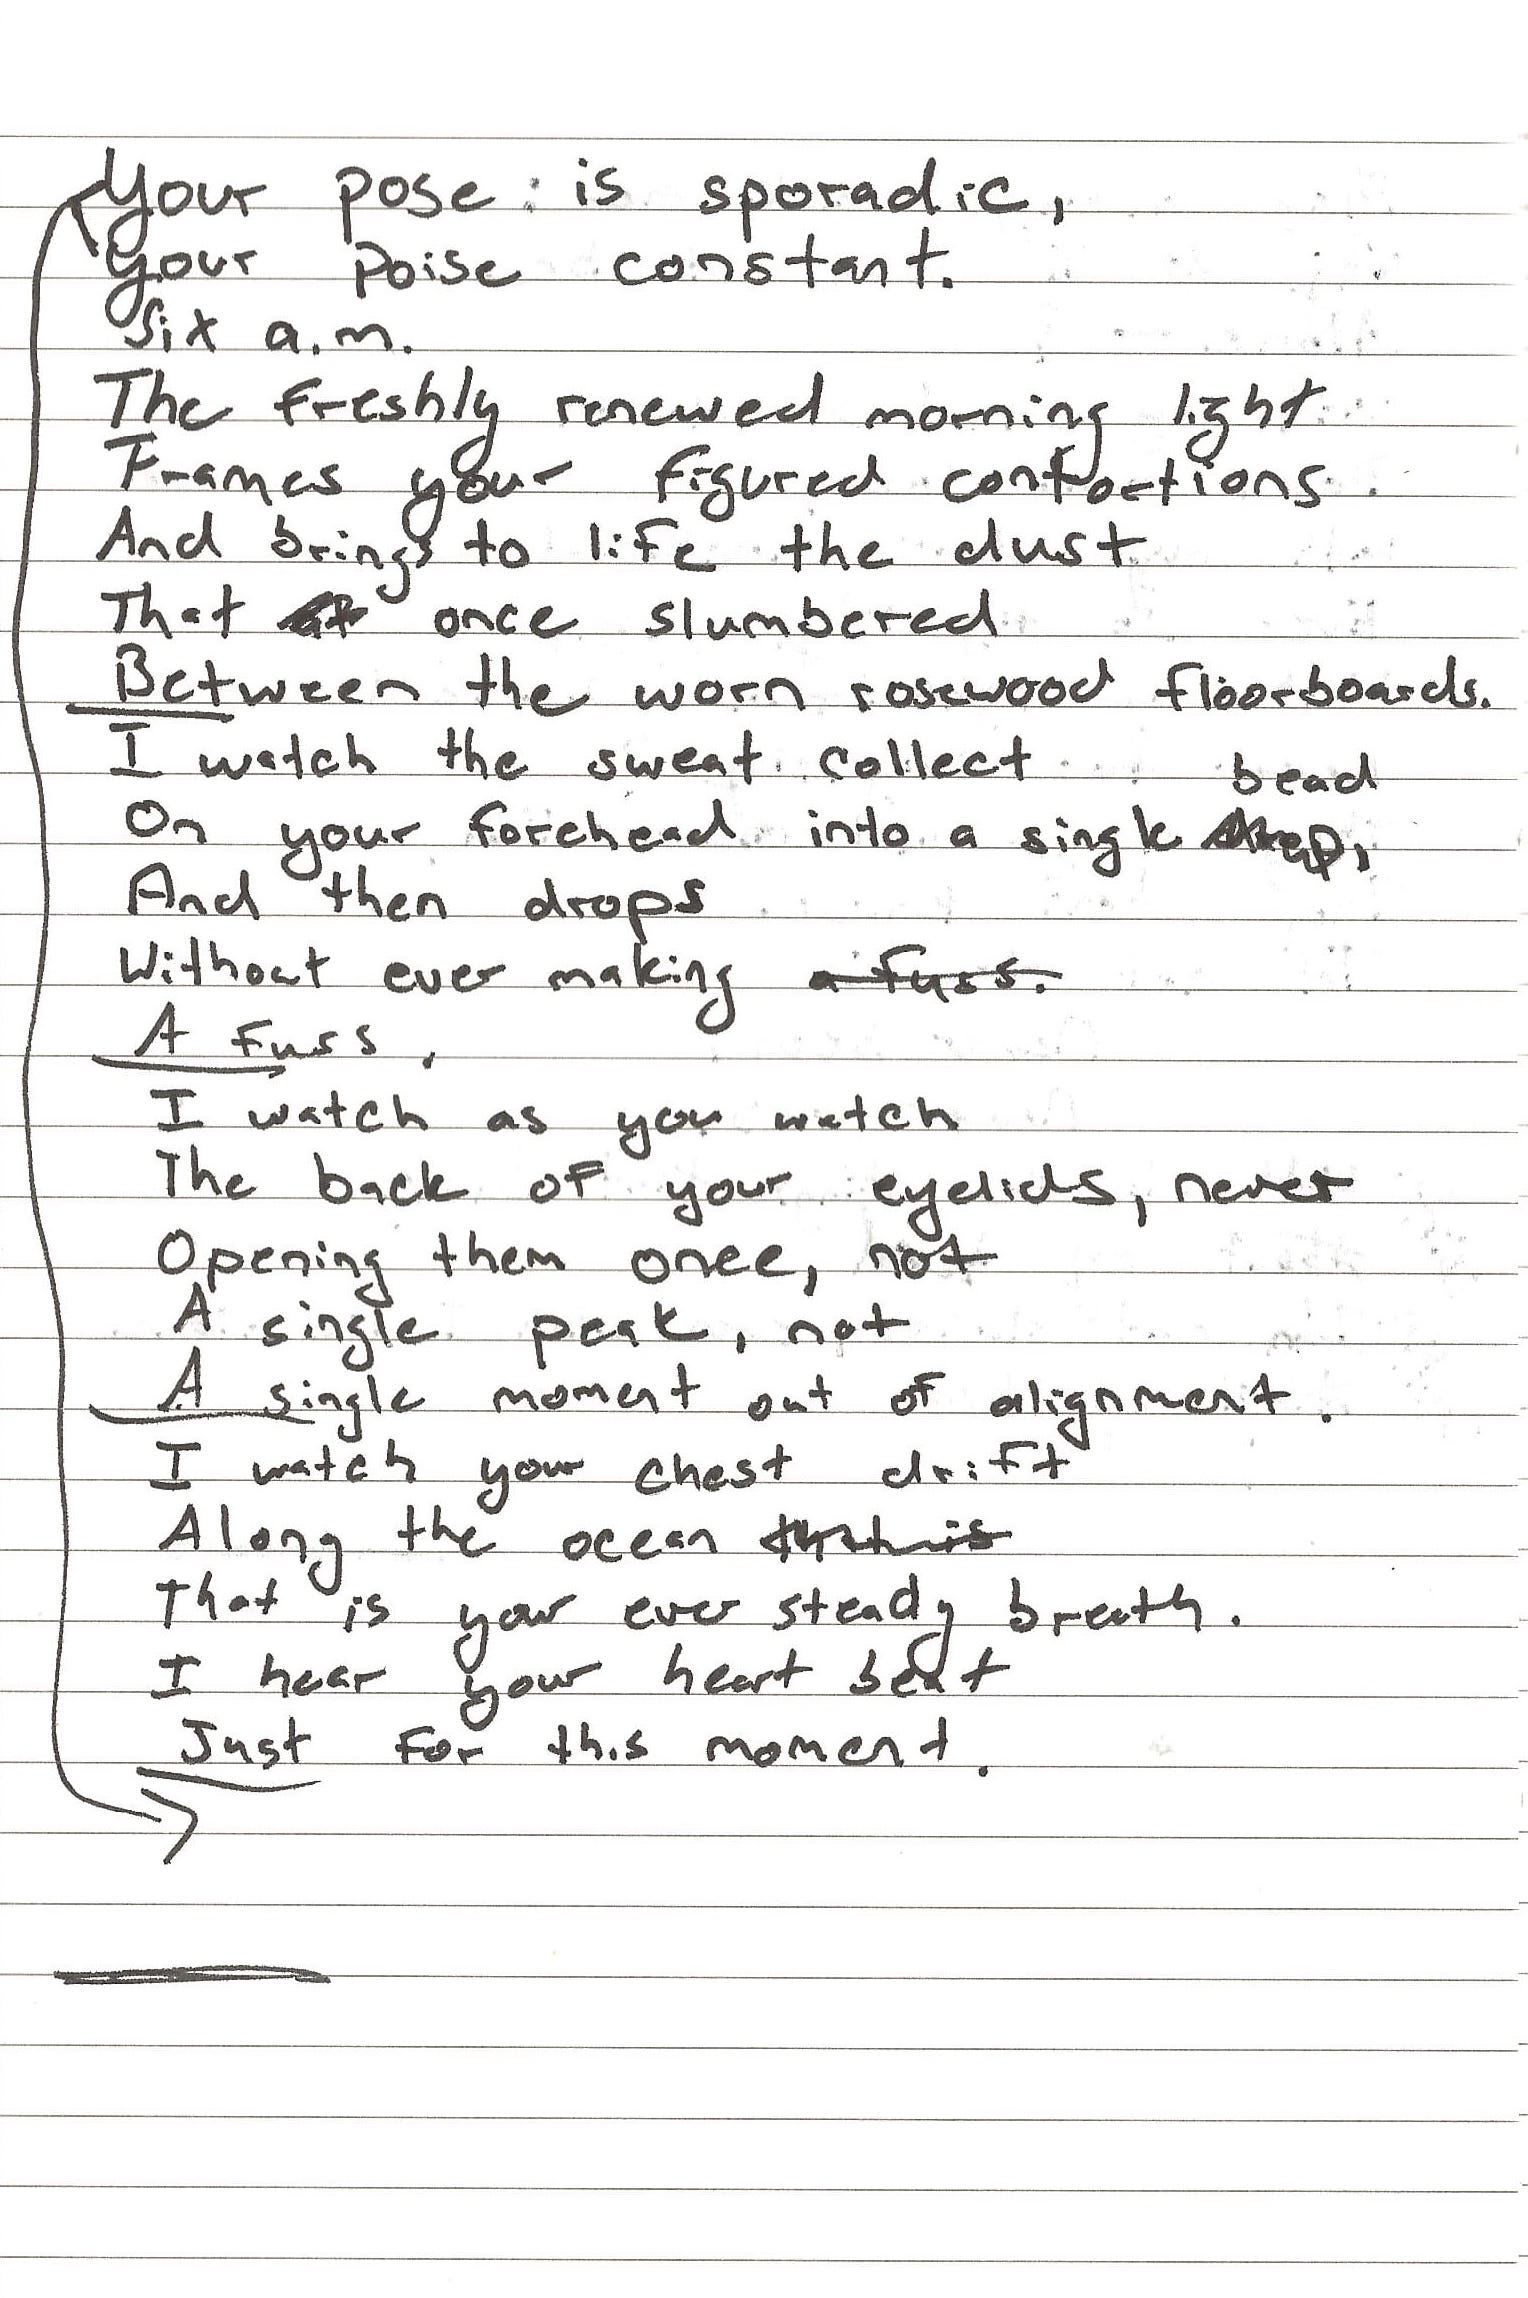 Your pose is sporadic,
your poise constant.
Six a.m.
The freshly renewed morning light
Frames your figured contortions
And brings to life the dust
That once slumbered
Between the worn rosewood floorboards.
I watch the sweat collect
bead
On your forehead into a single drop,
And then drops
Without ever making a fuss.
A fuss.
I watch as you watch
The back of your eyelids, never
Opening them once, not
A single peak, not
A single moment out of alignment.
I watch your chest drift
Along the ocean
That is your ever steady breath.
I hear your heart beat
Just for this moment.